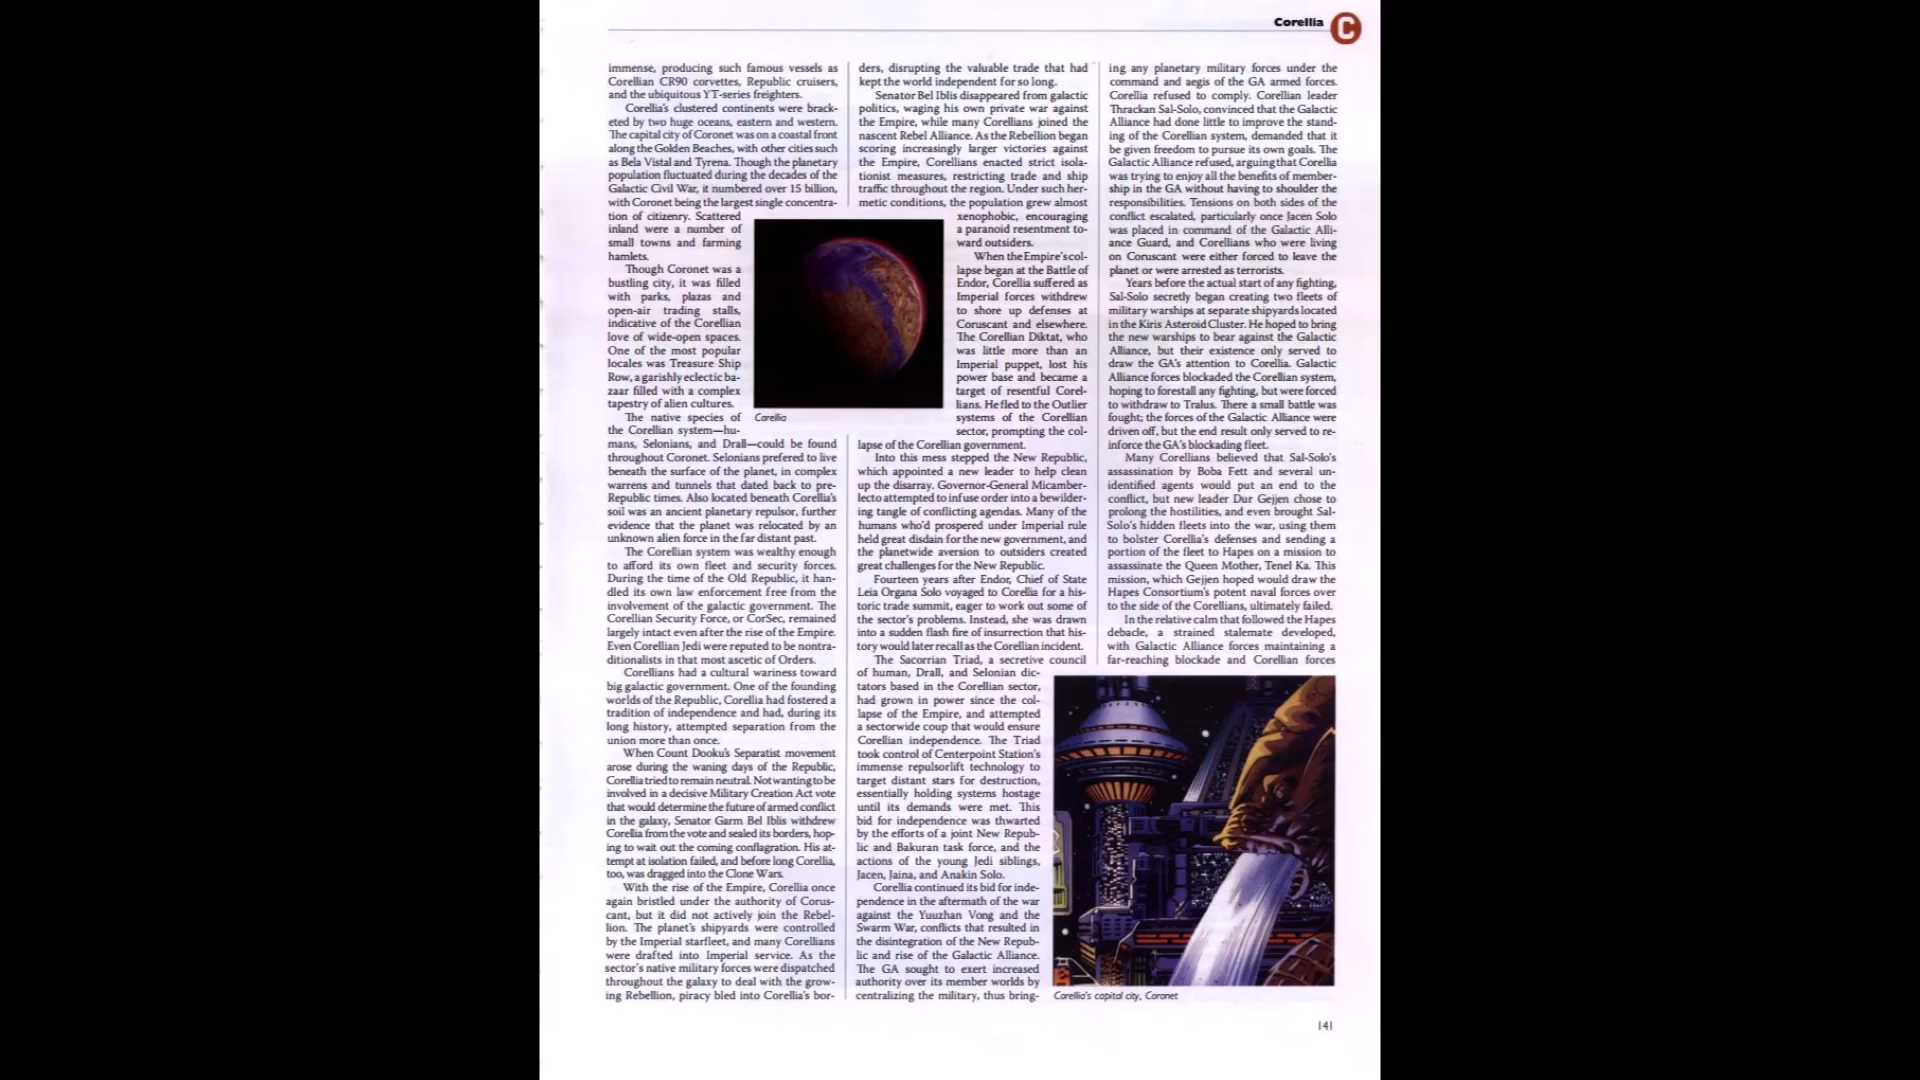 Corellia C
immense, producing such famous vessels as
Corellian CR90 corvettes, Republic cruisers,
and the ubiquitous YT-series freighters.
Corellia's clustered continents were brack-
eted by two huge oceans, eastern and western.
The capital city of Coronet was on a coastal front
along the Golden Beaches, with other cities such
as Bela Vistal and Tyrena. Though the planetary
population fluctuated during the decades of the
Galactic Civil War, it numbered over 15 billion,
with Coronet being the largest single concentra-
tion of citizenry. Scattered
inland were a number of
small towns and farming
hamlets.
Though Coronet was a
bustling city, it was filled
with parks, plazas and
open-air trading stalls,
indicative of the Corellian
love of wide-open spaces.
One of the most popular
locales was Treasure Ship
Row, a garishly eclectic ba-
zaar filled with a complex
tapestry of alien cultures.
The native species of
the Corellian system—hu-
mans, Selonians, and Drall—could be found
throughout Coronet. Selonians prefered to live
beneath the surface of the planet, in complex
warrens and tunnels that dated back to pre-
Republic times. Also located beneath Corellia's
soil was an ancient planetary repulsor, further
evidence that the planet was relocated by an
unknown alien force in the far distant past.
The Corellian system was wealthy enough
to afford its own fleet and security forces.
During the time of the Old Republic, it han-
dled its own law enforcement free from the
involvement of the galactic government. The
Corellian Security Force, or CorSec, remained
largely intact even after the rise of the Empire.
Even Corellian Jedi were reputed to be nontra-
ditionalists in that most ascetic of Orders.
Corellians had a cultural wariness toward
big galactic government. One of the founding
worlds of the Republic, Corellia had fostered a
tradition of independence and had, during its
long history, attempted separation from the
union more than once.
When Count Dooku's Separatist movement
arose during the waning days of the Republic,
Corellia tried to remain neutral. Not wanting to be
involved in a decisive Military Creation Act vote
that would determine the future of armed conflict
in the galaxy, Senator Garm Bel Iblis withdrew
Corellia from the vote and sealed its borders, hop-
ing to wait out the coming conflagration. His at-
tempt at isolation failed, and before long Corellia,
too, was dragged into the Clone Wars.
With the rise of the Empire, Corellia once
again bristled under the authority of Corus-
cant, but it did not actively join the Rebel-
lion. The planet's shipyards were controlled
by the Imperial starfleet, and many Corellians
were drafted into Imperial service. As the
sector's native military forces were dispatched
throughout the galaxy to deal with the grow-
ing Rebellion, piracy bled into Corellia's bor-
ders, disrupting the valuable trade that had
kept the world independent for so long.
Senator Bel Iblis disappeared from galactic
politics, waging his own private war against
the Empire, while many Corellians joined the
nascent Rebel Alliance. As the Rebellion began
scoring increasingly larger victories against
the Empire, Corellians enacted strict isola-
tionist measures, restricting trade and ship
traffic throughout the region. Under such her-
metic conditions, the population grew almost
xenophobic, encouraging
a paranoid resentment to-
ward outsiders.
When the Empire's col-
lapse began at the Battle of
Endor, Corellia suffered as
Imperial forces withdrew
to shore up defenses at
Coruscant and elsewhere.
The Corellian Diktat, who
was little more than an
Imperial puppet, lost his
power base and became a
target of resentful Corel-
lians. He fled to the Outlier
systems of the Corellian
sector, prompting the col-
lapse of the Corellian government.
Corellia
Into this mess stepped the New Republic,
which appointed a new leader to help clean
up the disarray. Governor-General Micamber-
lecto attempted to infuse order into a bewilder-
ing tangle of conflicting agendas. Many of the
humans who'd prospered under Imperial rule
held great disdain for the new government, and
the planetwide aversion to outsiders created
great challenges for the New Republic.
Fourteen years after Endor, Chief of State
Leia Organa Solo voyaged to Corellia for a his-
toric trade summit, eager to work out some of
the sector's problems. Instead, she was drawn
into a sudden flash fire of insurrection that his-
tory would later recall as the Corellian incident.
The Sacorrian Triad, a secretive council
of human, Drall, and Selonian dic-
tators based in the Corellian sector,
had grown in power since the col-
lapse of the Empire, and attempted
a sectorwide coup that would ensure
Corellian independence. The Triad
took control of Centerpoint Station's
immense repulsorlift technology to
target distant stars for destruction,
essentially holding systems hostage
until its demands were met. This
bid for independence was thwarted
by the efforts of a joint New Repub-
lic and Bakuran task force, and the
actions of the young Jedi siblings,
Jacen, Jaina, and Anakin Solo.
Corellia continued its bid for inde-
pendence in the aftermath of the war
against the Yuuzhan Vong and the
Swarm War, conflicts that resulted in
the disintegration of the New Repub-
lic and rise of the Galactic Alliance.
The GA sought to exert increased
authority over its member worlds by
centralizing the military, thus bring-
ing any planetary military forces under the
command and aegis of the GA armed forces.
Corellia refused to comply. Corellian leader
Thrackan Sal-Solo, convinced that the Galactic
Alliance had done little to improve the stand-
ing of the Corellian system, demanded that it
be given freedom to pursue its own goals. The
Galactic Alliance refused, arguing that Corellia
was trying to enjoy all the benefits of member-
ship in the GA without having to shoulder the
responsibilities. Tensions on both sides of the
conflict escalated, particularly once Jacen Solo
was placed in command of the Galactic Alli-
ance Guard, and Corellians who were living
on Coruscant were either forced to leave the
planet or were arrested as terrorists.
Years before the actual start of any fighting,
Sal-Solo secretly began creating two fleets of
military warships at separate shipyards located
in the Kiris Asteroid Cluster. He hoped to bring
the new warships to bear against the Galactic
Alliance, but their existence only served to
draw the GA's attention to Corellia. Galactic
Alliance forces blockaded the Corellian system,
hoping to forestall any fighting, but were forced
to withdraw to Tralus. There a small battle was
fought; the forces of the Galactic Alliance were
driven off, but the end result only served to re-
inforce the GA's blockading fleet.
Many Corellians believed that Sal-Solo's
assassination by Boba Fett and several un-
identified agents would put an end to the
conflict, but new leader Dur Gejjen chose to
prolong the hostilities, and even brought Sal-
Solo's hidden fleets into the war, using them
to bolster Corellia's defenses and sending a
portion of the fleet to Hapes on a mission to
assassinate the Queen Mother, Tenel Ka. This
mission, which Gejjen hoped would draw the
Hapes Consortium's potent naval forces over
to the side of the Corellians, ultimately failed.
In the relative calm that followed the Hapes
debacle, a strained stalemate developed,
with Galactic Alliance forces maintaining a
far-reaching blockade and Corellian forces
Corellia's capital city, Coronet
141